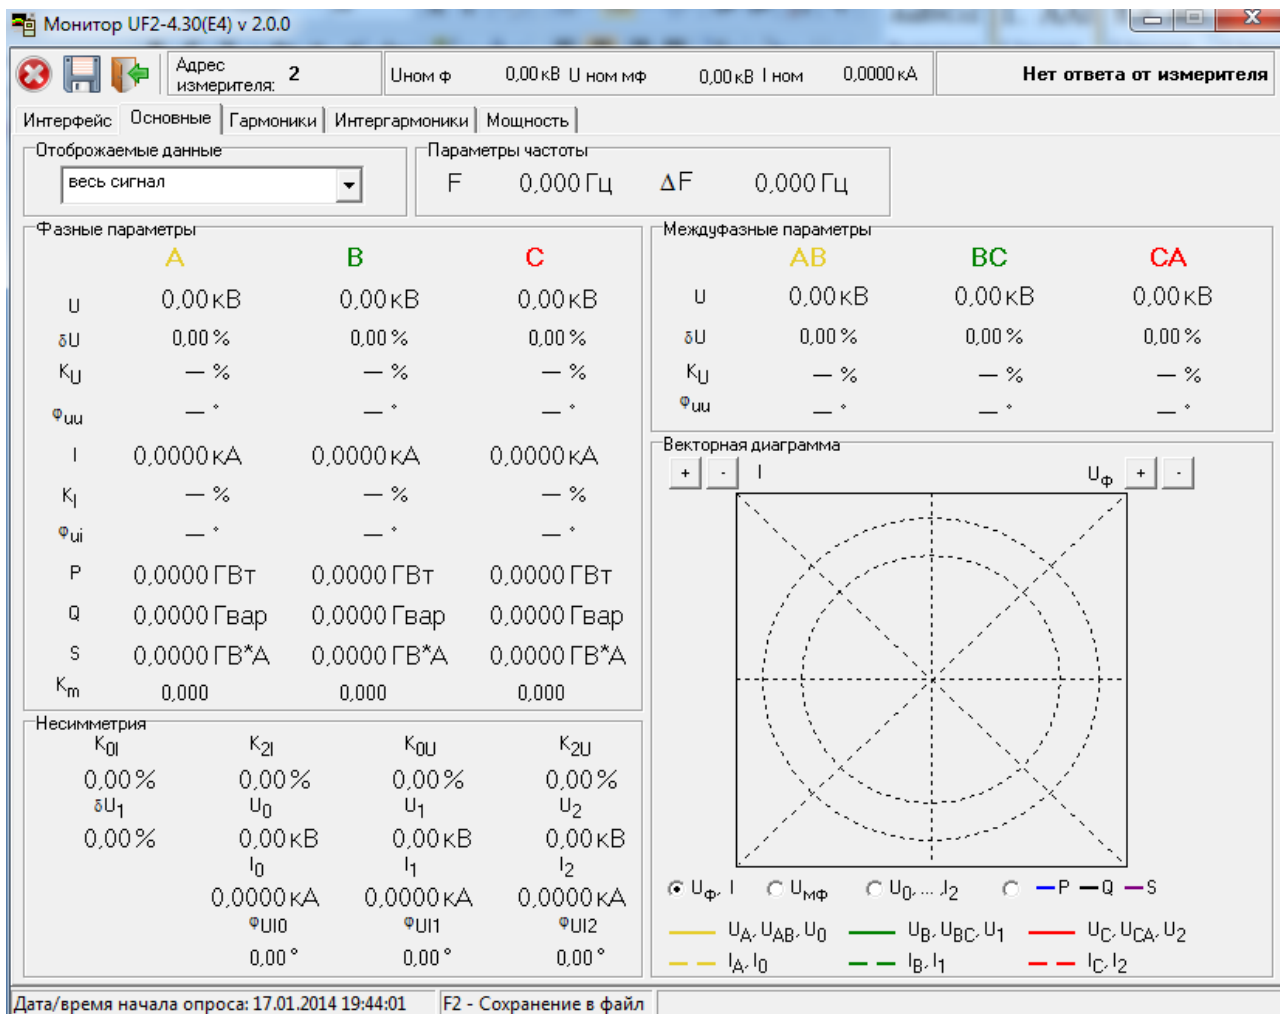 Монитор UF2-4.30(E4) v 2.0.0
Адрес измерителя: 2 Uном ф 0,00 кВ U ном мф 0,00 кВ I ном 0,0000 кА Нет ответа от измерителя
Интерфейс Основные Гармоники Интергармоники Мощность
Отоброжаемые данные Параметры частоты
весь сигнал F 0,000 Гц ΔF 0,000 Гц
Фазные параметры
A B C
U 0,00 кВ 0,00 кВ 0,00 кВ
δU 0,00 % 0,00 % 0,00 %
KU — % — % — %
φuu — ° — ° — °
I 0,0000 кА 0,0000 кА 0,0000 кА
KI — % — % — %
φui — ° — ° — °
P 0,0000 ГВт 0,0000 ГВт 0,0000 ГВт
Q 0,0000 Гвар 0,0000 Гвар 0,0000 Гвар
S 0,0000 ГВ*А 0,0000 ГВ*А 0,0000 ГВ*А
Km 0,000 0,000 0,000
Междуфазные параметры
AB BC CA
U 0,00 кВ 0,00 кВ 0,00 кВ
δU 0,00 % 0,00 % 0,00 %
KU — % — % — %
φuu — ° — ° — °
Несимметрия
K0I K2I K0U K2U
0,00 % 0,00 % 0,00 % 0,00 %
δU1 U0 U1 U2
0,00 % 0,00 кВ 0,00 кВ 0,00 кВ
I0 I1 I2
0,0000 кА 0,0000 кА 0,0000 кА
φUI0 φUI1 φUI2
0,00 ° 0,00 ° 0,00 °
Векторная диаграмма
+ - I Uф + -
Uф, I Uмф U0, ... ,I2 P Q S
UA, UAB, U0 UB, UBC, U1 UC, UCA, U2
IA, I0 IB, I1 IC, I2
Дата/время начала опроса: 17.01.2014 19:44:01 F2 - Сохранение в файл